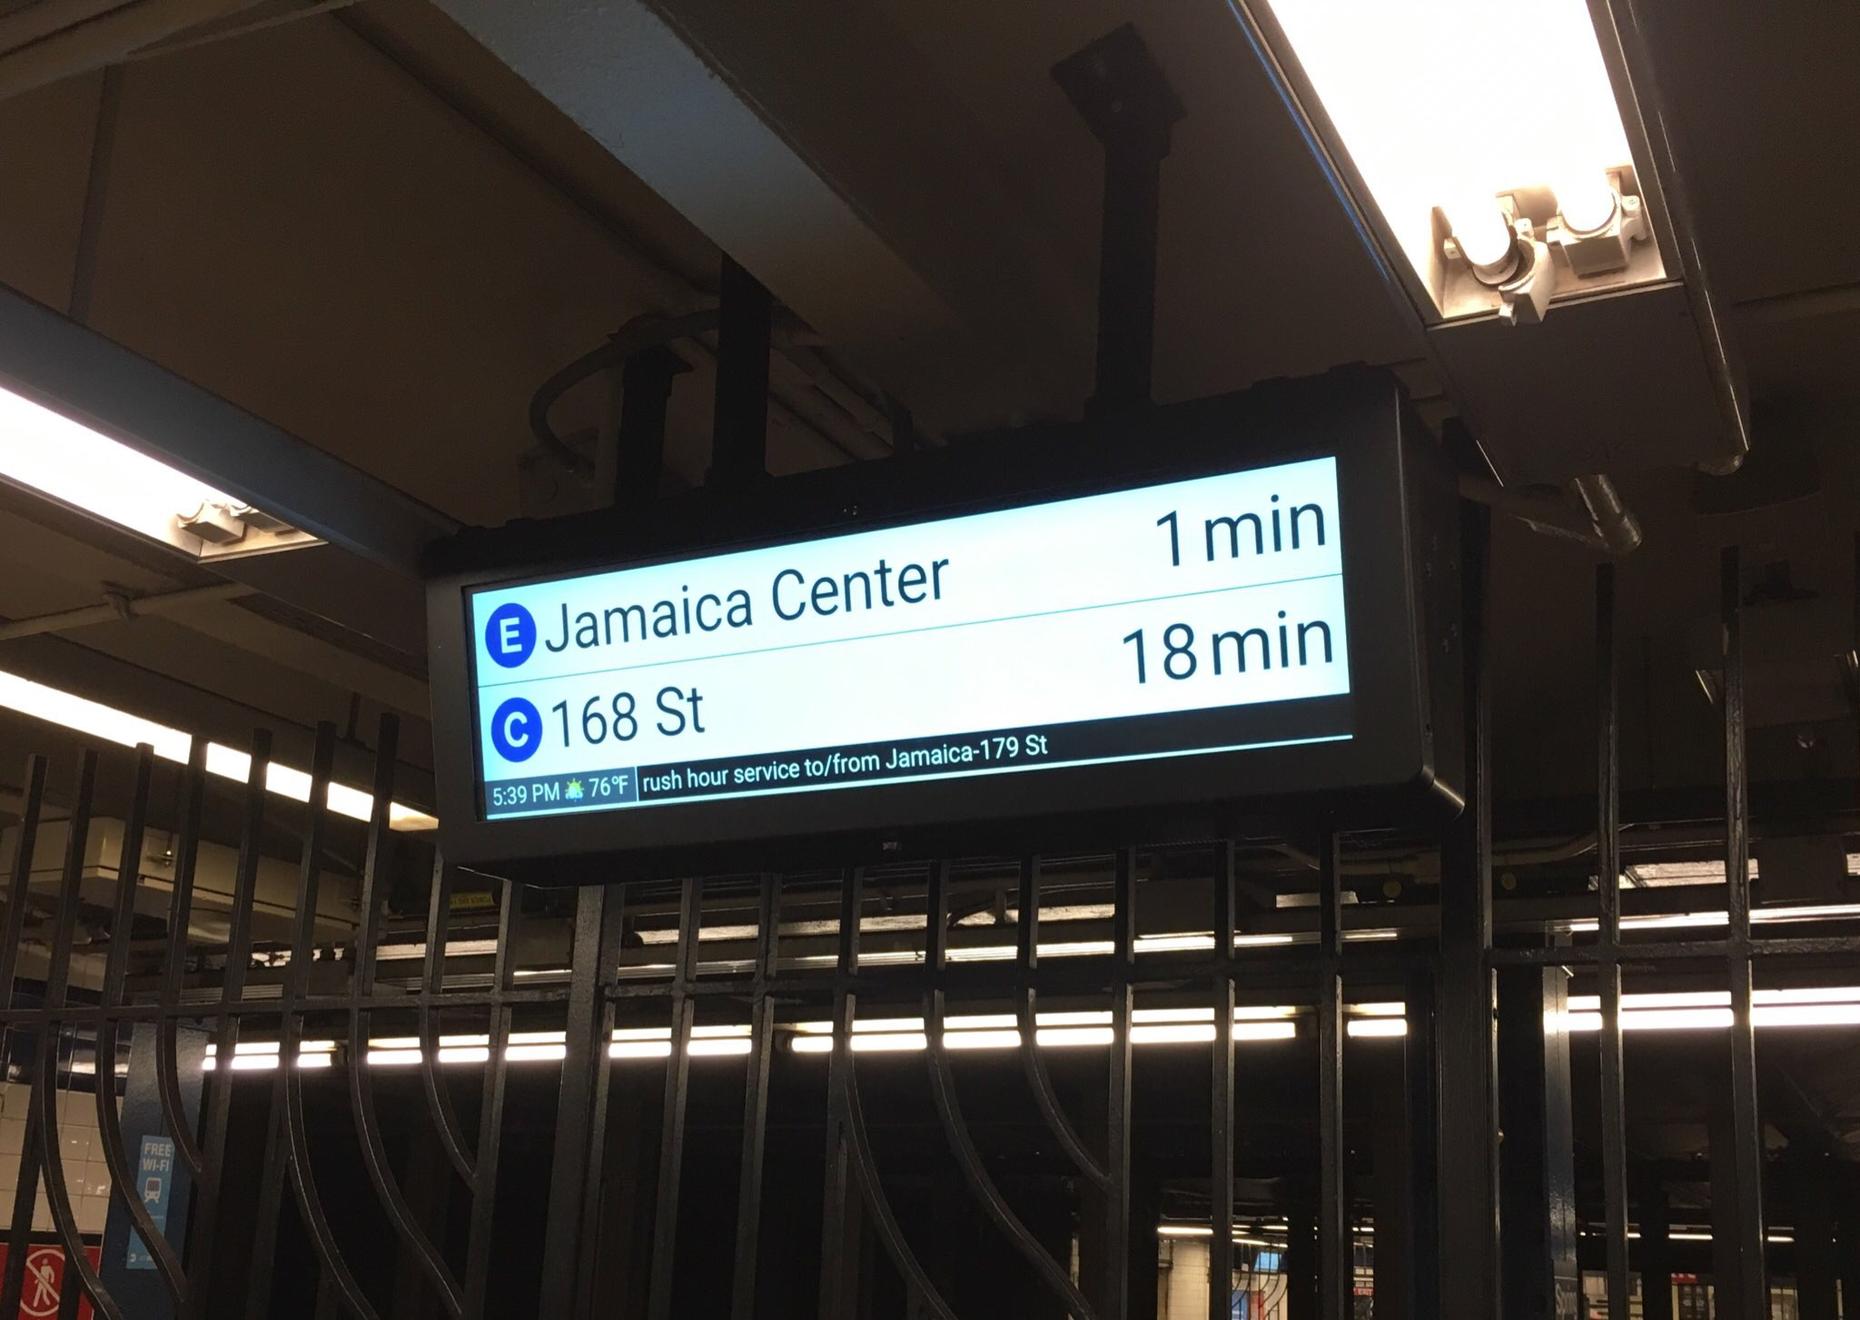 E Jamaica Center 1 min
C 168 St 18 min
5:39 PM 76°F rush hour service to/from Jamaica-179 St
FREE
WI-FI